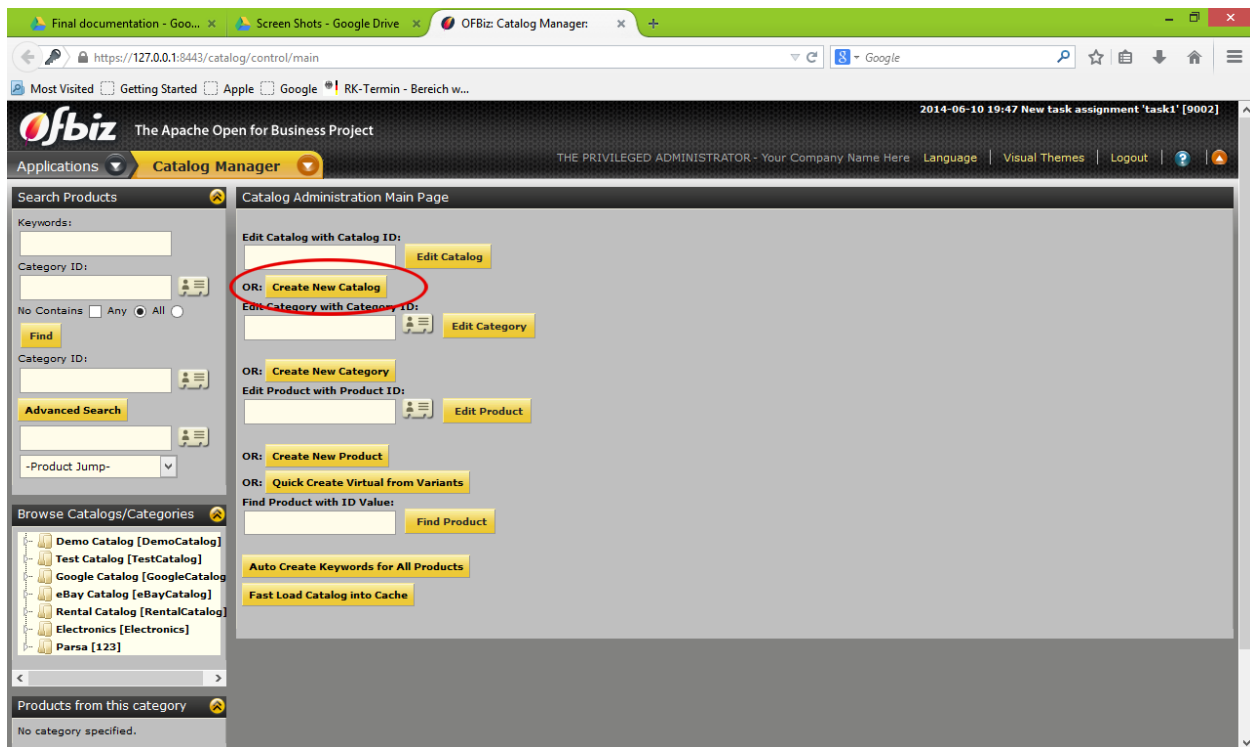 Final documentation - Goo... ×
Screen Shots - Google Drive ×
OFBiz: Catalog Manager: ×
https://127.0.0.1:8443/catalog/control/main
Google
Most Visited Getting Started Apple Google RK-Termin - Bereich w...
2014-06-10 19:47 New task assignment 'task1' [9002]
Ofbiz The Apache Open for Business Project
Applications Catalog Manager
THE PRIVILEGED ADMINISTRATOR - Your Company Name Here Language | Visual Themes | Logout | ? |
Search Products
Keywords:
Category ID:
No Contains Any All
Find
Category ID:
Advanced Search
-Product Jump-
Browse Catalogs/Categories
Demo Catalog [DemoCatalog]
Test Catalog [TestCatalog]
Google Catalog [GoogleCatalog
eBay Catalog [eBayCatalog]
Rental Catalog [RentalCatalog]
Electronics [Electronics]
Parsa [123]
Products from this category
No category specified.
Catalog Administration Main Page
Edit Catalog with Catalog ID:
Edit Catalog
OR: Create New Catalog
Edit Category with Category ID:
Edit Category
OR: Create New Category
Edit Product with Product ID:
Edit Product
OR: Create New Product
OR: Quick Create Virtual from Variants
Find Product with ID Value:
Find Product
Auto Create Keywords for All Products
Fast Load Catalog into Cache